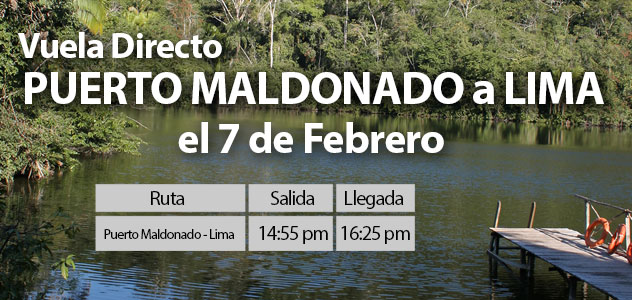 Vuela Directo
PUERTO MALDONADO a LIMA
el 7 de Febrero
Ruta Salida Llegada
Puerto Maldonado - Lima 14:55 pm 16:25 pm